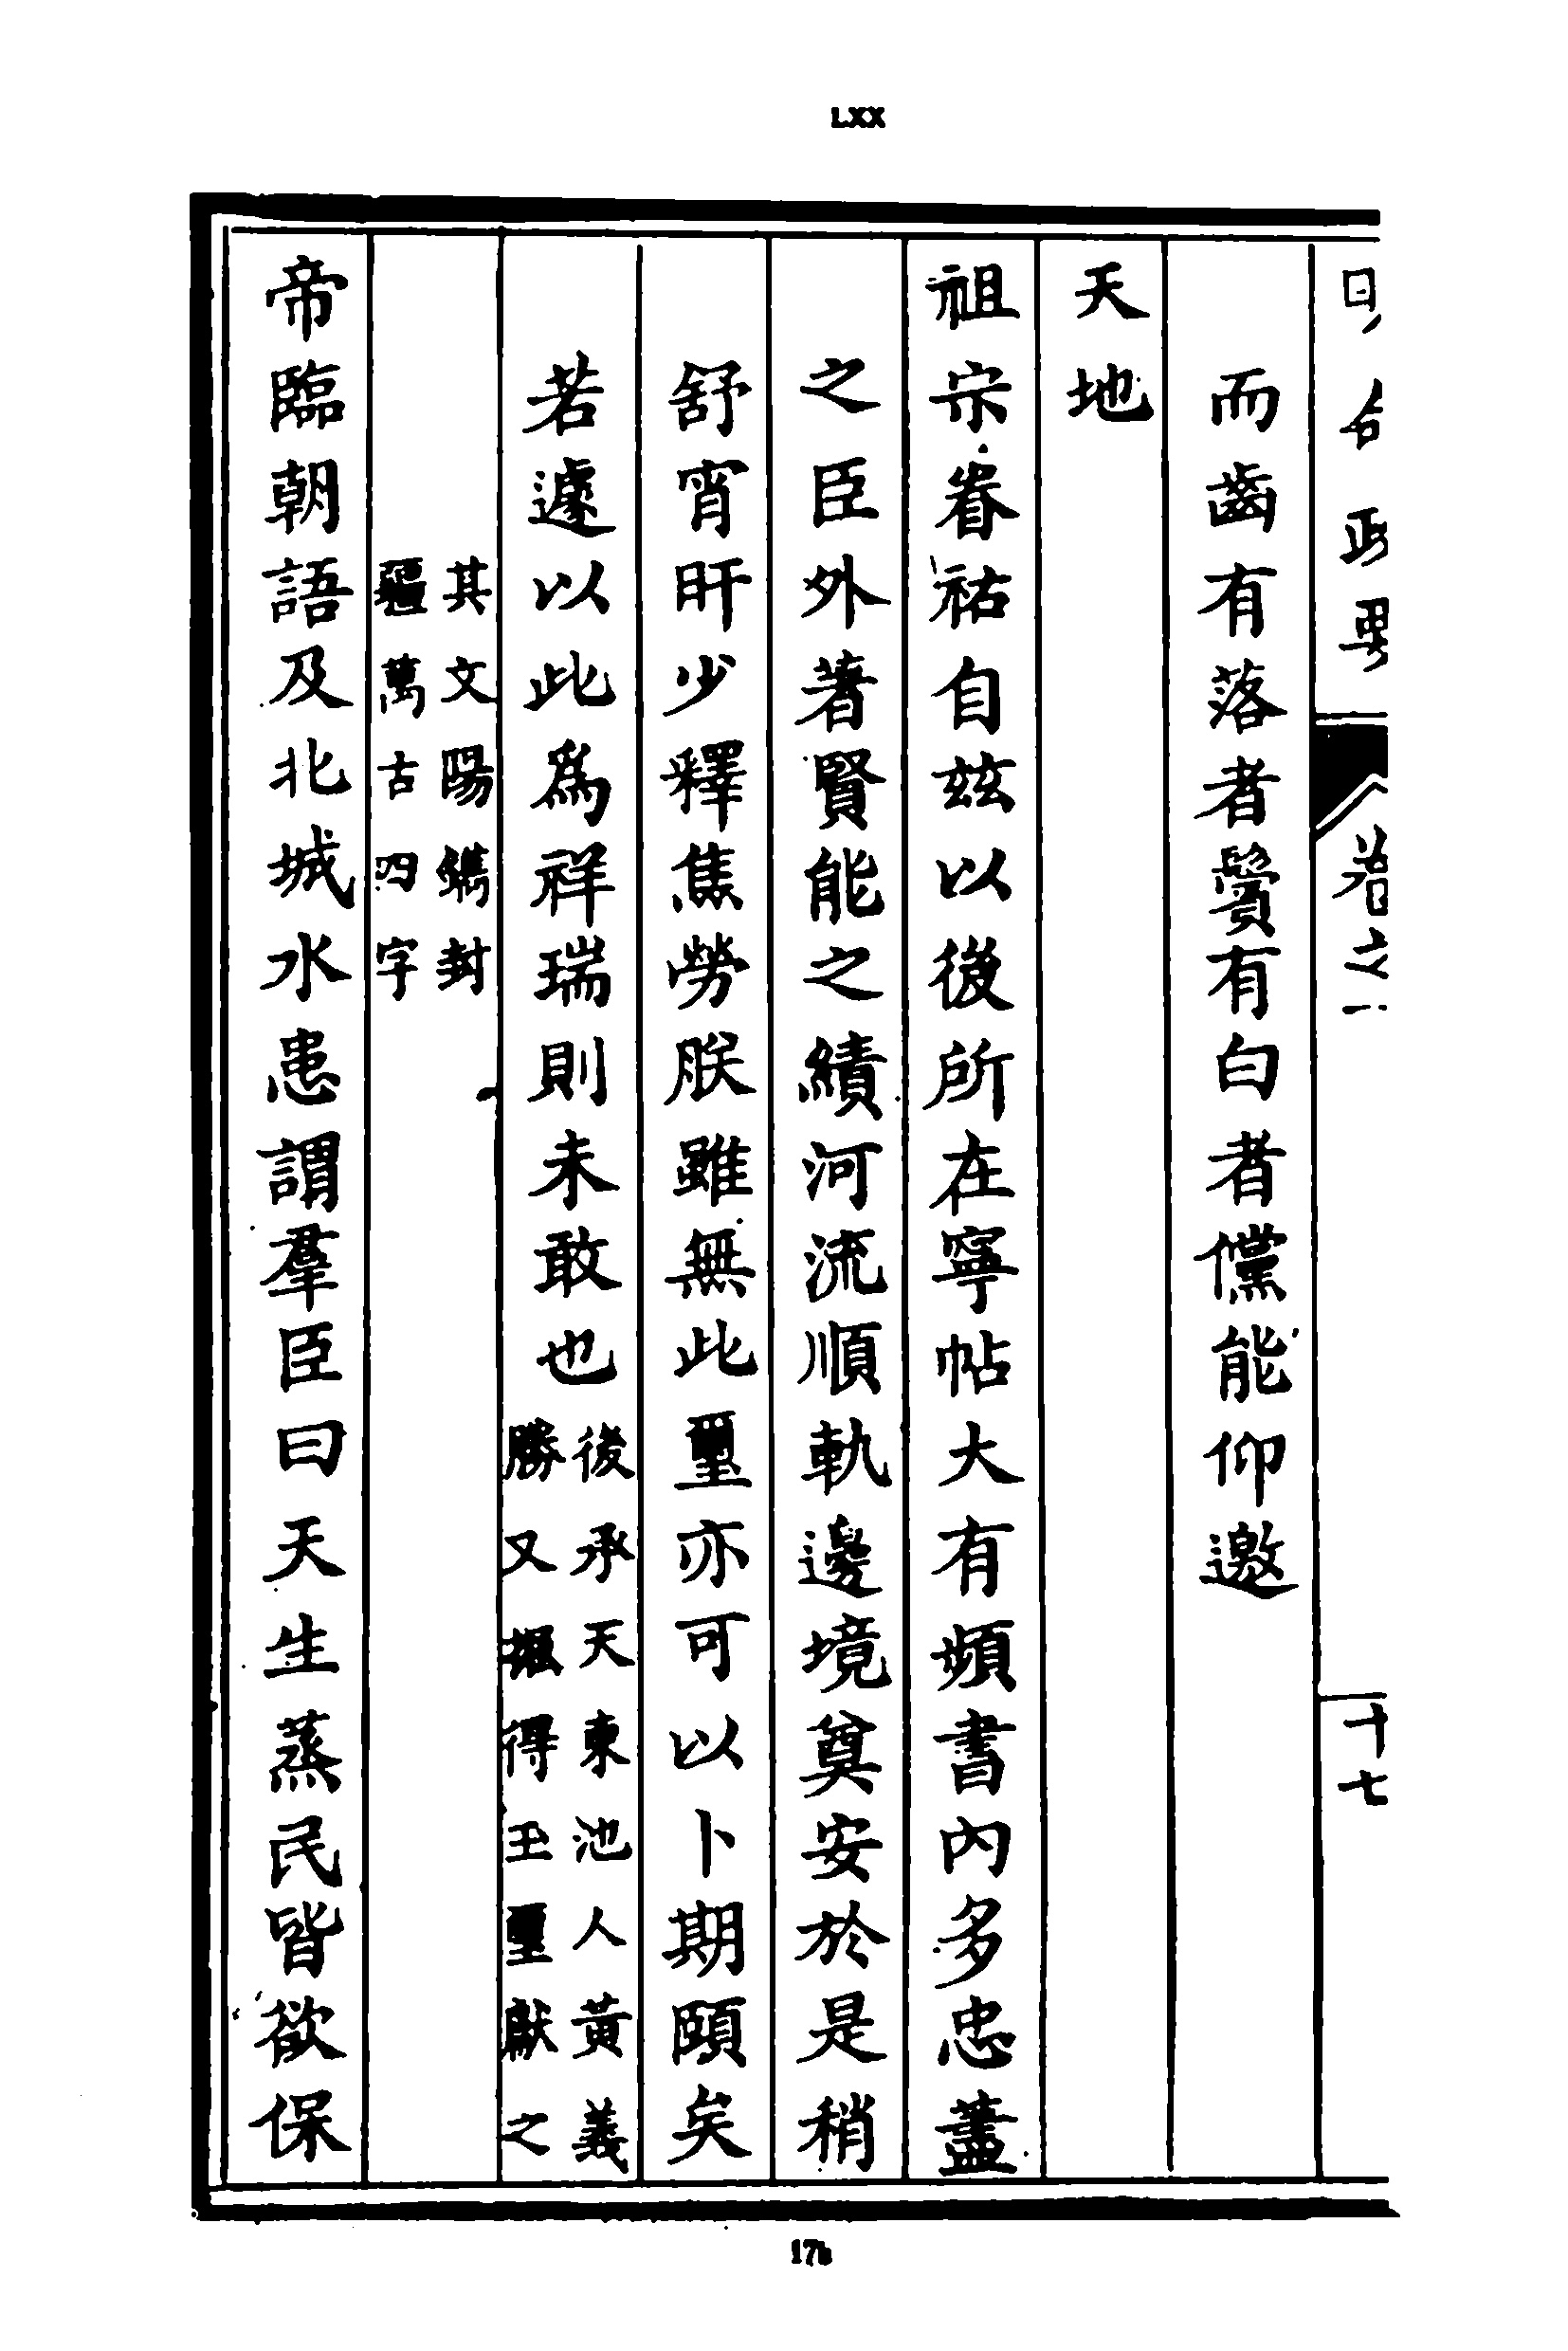 LXX
明命政要
卷之一
十七
而齒有落者鬢有白者儻能仰邀
天地
祖宗眷祐自茲以後所在寧帖大有頻書內多忠藎
之臣外著賢能之績河流順軌邊境奠安於是稍
舒宵旰少釋焦勞朕雖無此璽亦可以卜期頤矣
若遽以此爲祥瑞則未敢也
後承天東池人黃義
勝又掘得玉璽獻之
其文陽鐫封
疆萬古四字
帝臨朝語及北城水患謂羣臣曰天生蒸民皆欲保
17b